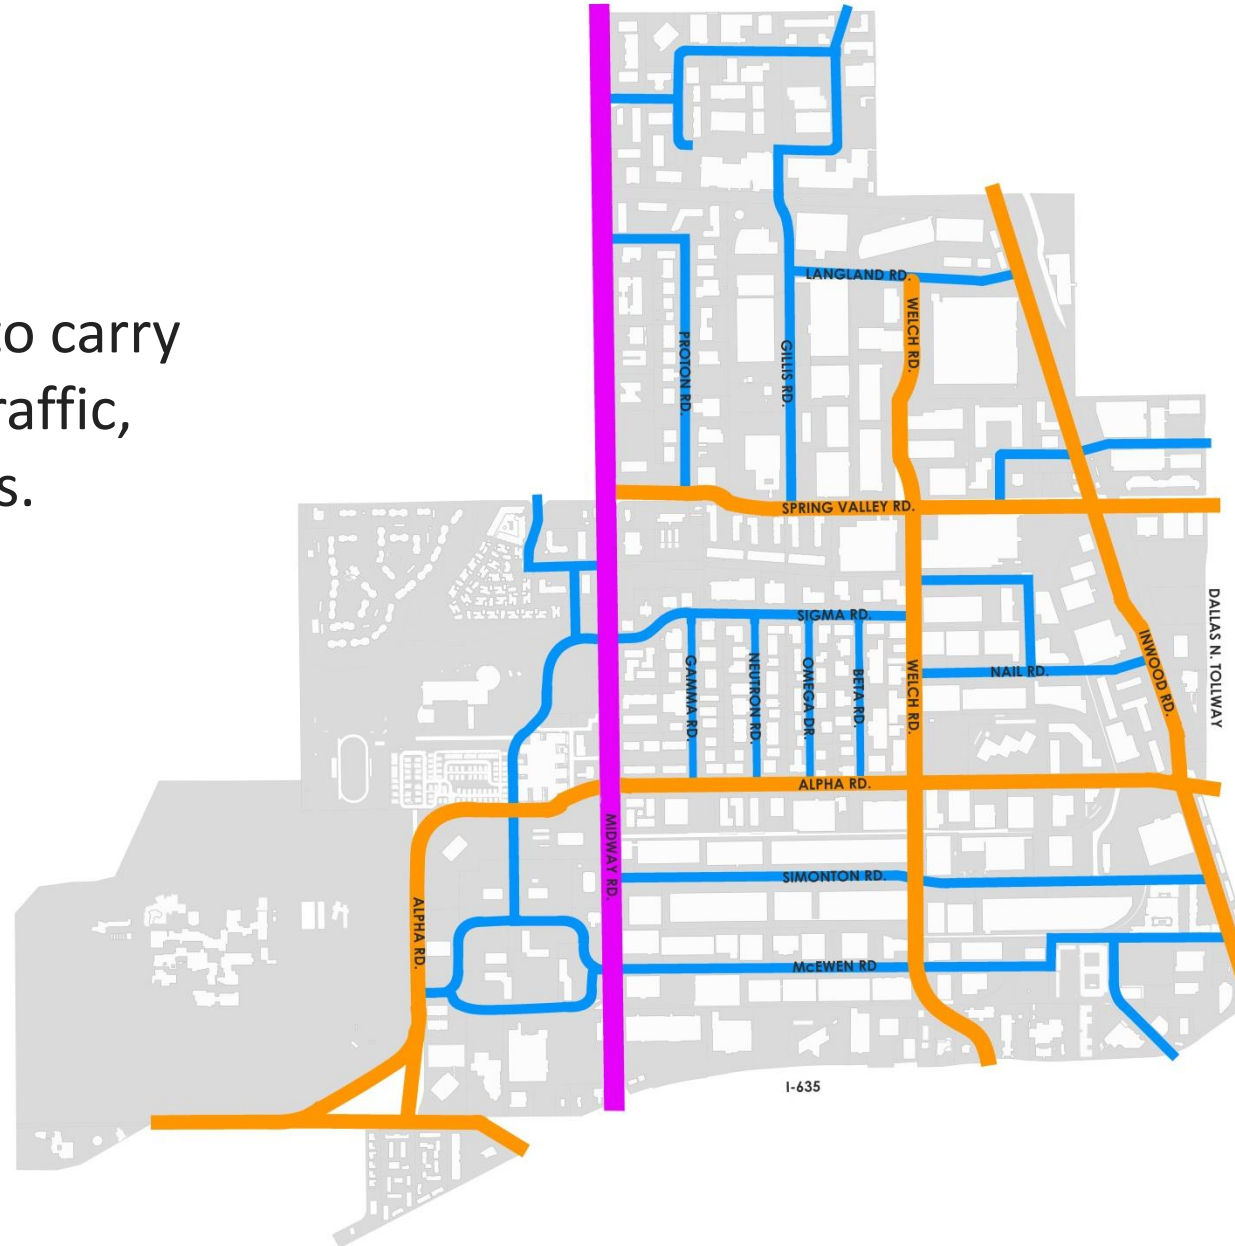 to carry
raffic,
s.
LANGLAND RD.
WELCH RD.
PROTON RD.
GILLIS RD.
SPRING VALLEY RD.
DALLAS N. TOLLWAY
SIGMA RD.
INWOOD RD.
GAMMA RD.
NEUTRON RD.
OMEGA DR.
BETA RD.
WELCH RD.
NAIL RD.
ALPHA RD.
MIDWAY RD.
SIMONTON RD.
ALPHA RD.
McEWEN RD
I-635